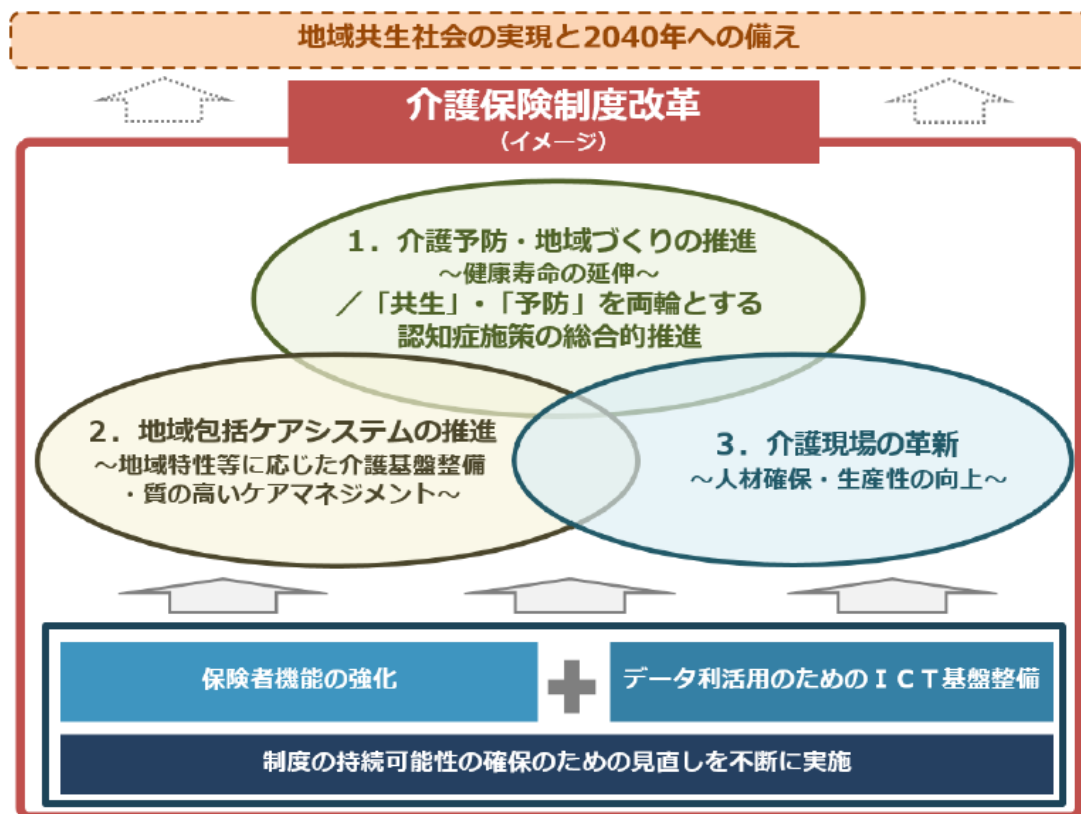 地域共生社会の実現と2040年への備え
介護保険制度改革
（イメージ）
１．介護予防・地域づくりの推進
～健康寿命の延伸～
／「共生」・「予防」を両輪とする
認知症施策の総合的推進
２．地域包括ケアシステムの推進
～地域特性等に応じた介護基盤整備
・質の高いケアマネジメント～
３．介護現場の革新
～人材確保・生産性の向上～
保険者機能の強化
データ利活用のためのＩＣＴ基盤整備
制度の持続可能性の確保のための見直しを不断に実施